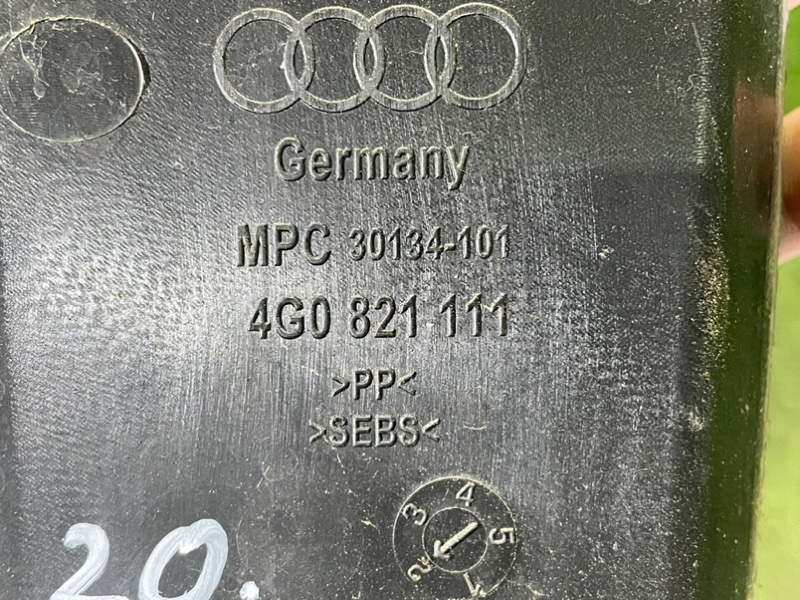 Germany
MPC 30134-101
4G0 821 111
>PP<
>SEBS<
3 4 5
2 1
20.